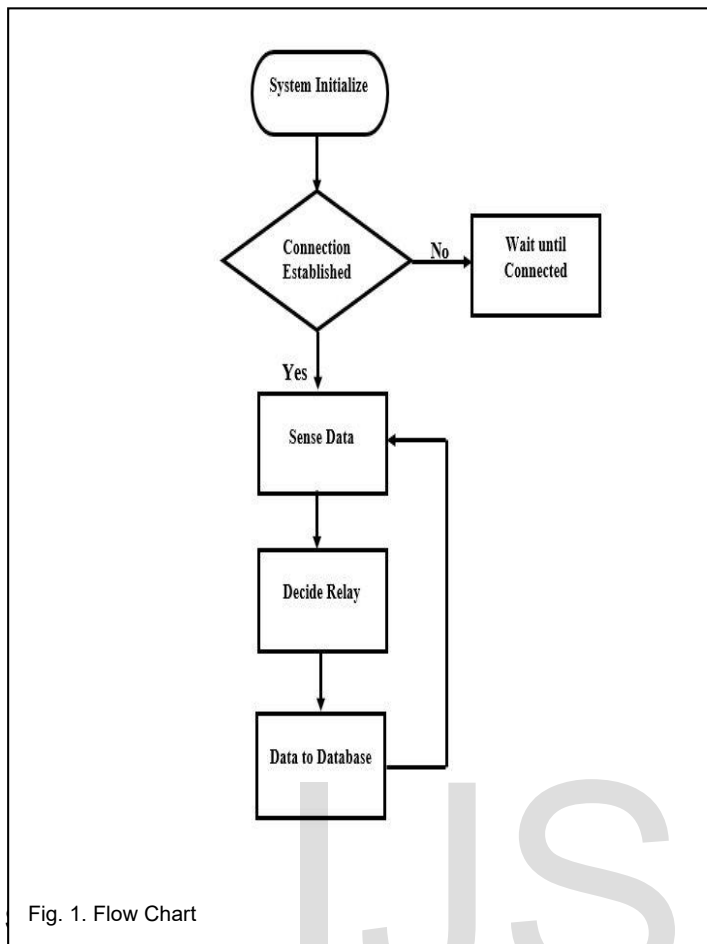 System Initialize
Connection
Established
No
Wait until
Connected
Yes
Sense Data
Decide Relay
Data to Database
Fig. 1. Flow Chart
IJS